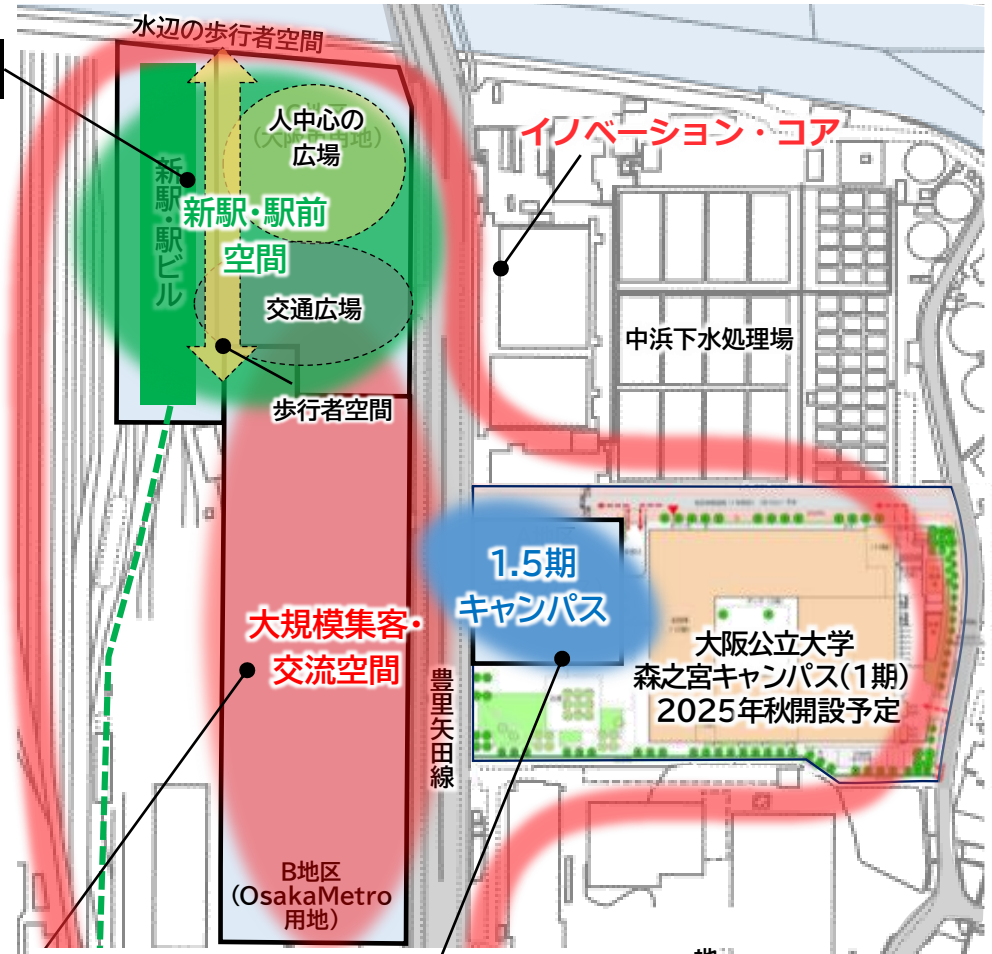 水辺の歩行者空間
人中心の
広場
新駅・駅ビル
新駅・駅前
空間
交通広場
歩行者空間
イノベーション・コア
中浜下水処理場
1.5期
キャンパス
大規模集客・
交流空間
大阪公立大学
森之宮キャンパス(1期)
2025年秋開設予定
豊里矢田線
B地区
(OsakaMetro
用地)